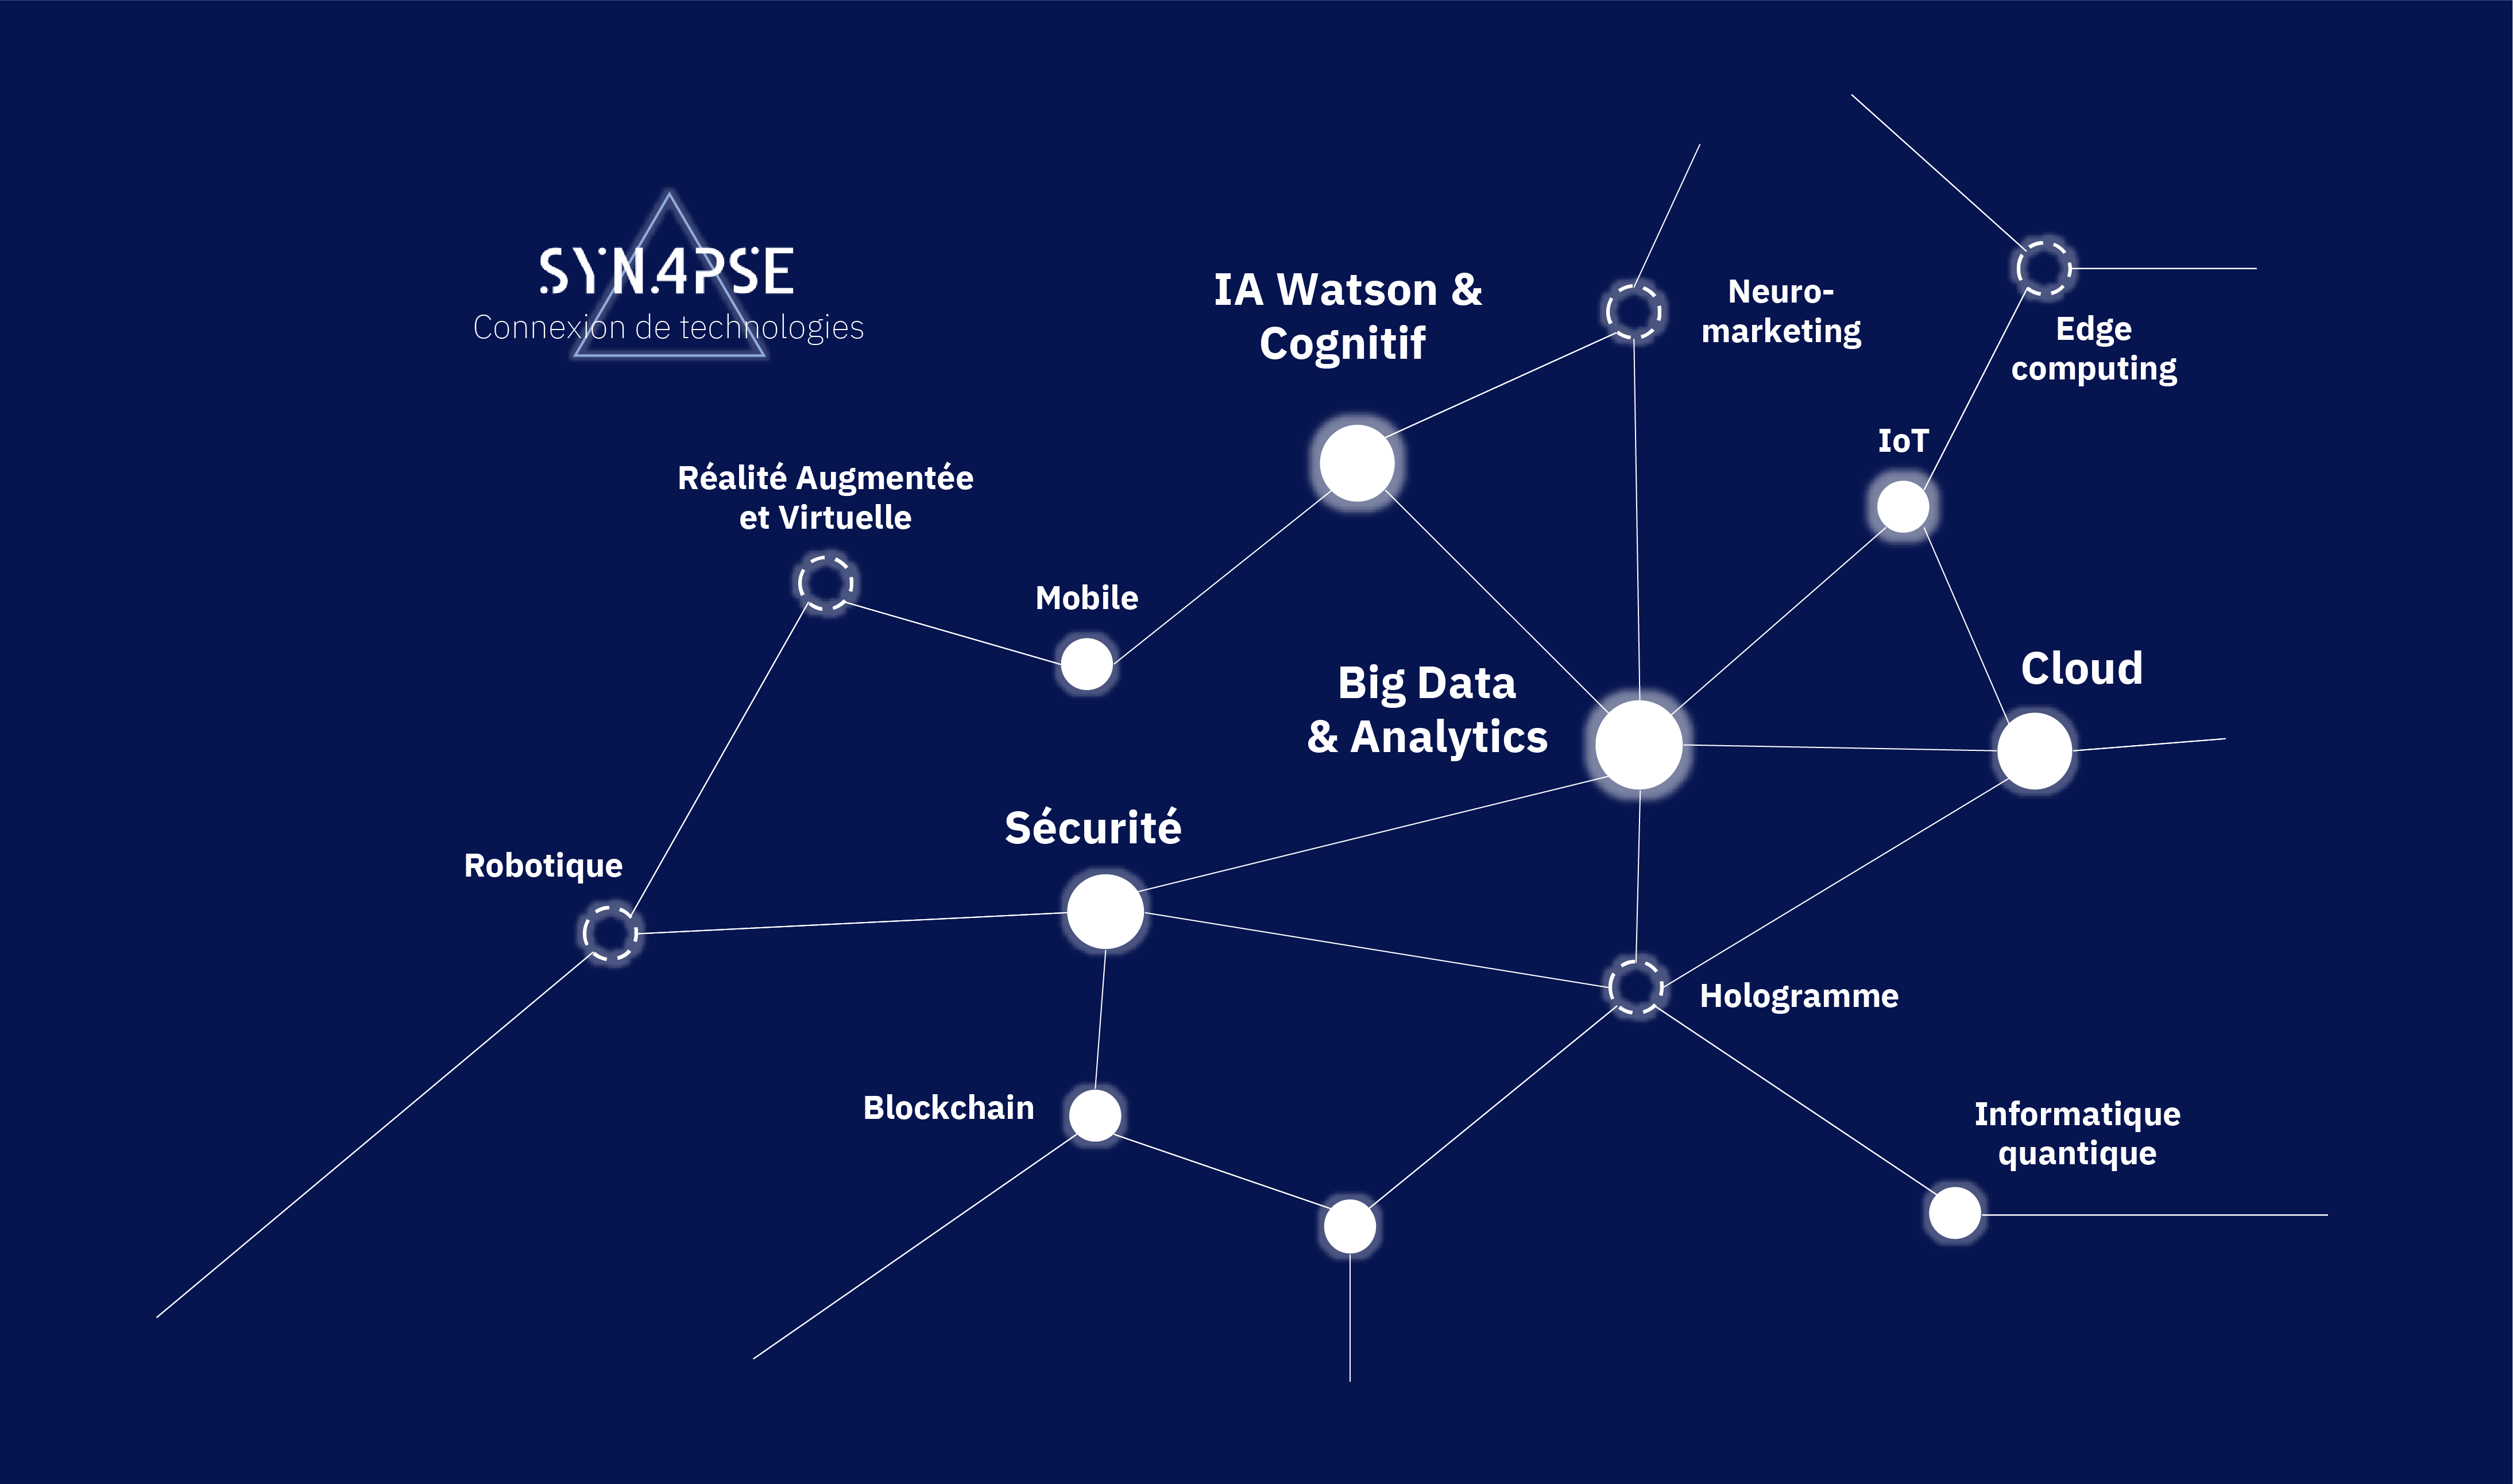 SYN4PSE
Connexion de technologies
IA Watson &
Cognitif
Neuro-
marketing
Edge
computing
IoT
Réalité Augmentée
et Virtuelle
Mobile
Big Data
& Analytics
Cloud
Sécurité
Robotique
Hologramme
Blockchain
Informatique
quantique